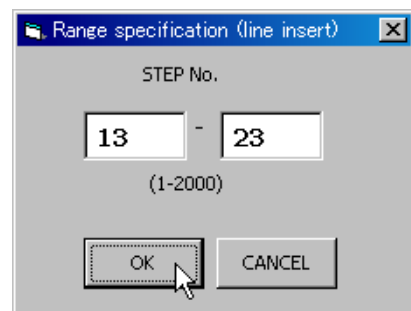 Range specification (line insert)
STEP No.
13 - 23
(1-2000)
OK CANCEL